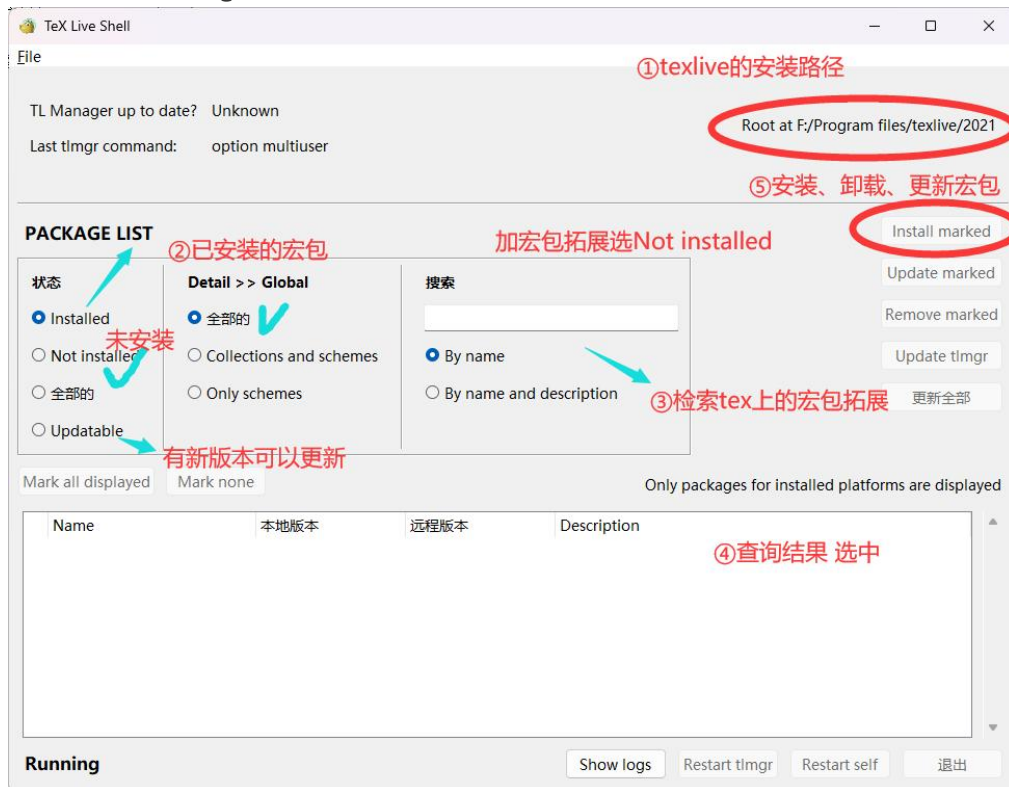 TeX Live Shell
File
①texlive的安装路径
TL Manager up to date? Unknown
Root at F:/Program files/texlive/2021
Last tlmgr command: option multiuser
⑤安装、卸载、更新宏包
PACKAGE LIST
②已安装的宏包
加宏包拓展选Not installed
Install marked
状态 Detail >> Global 搜索
Update marked
Installed 全部的
Remove marked
未安装
Not installed Collections and schemes By name
Update tlmgr
全部的 Only schemes By name and description
③检索tex上的宏包拓展
更新全部
Updatable
有新版本可以更新
Mark all displayed Mark none
Only packages for installed platforms are displayed
Name 本地版本 远程版本 Description
④查询结果 选中
Running
Show logs Restart tlmgr Restart self 退出